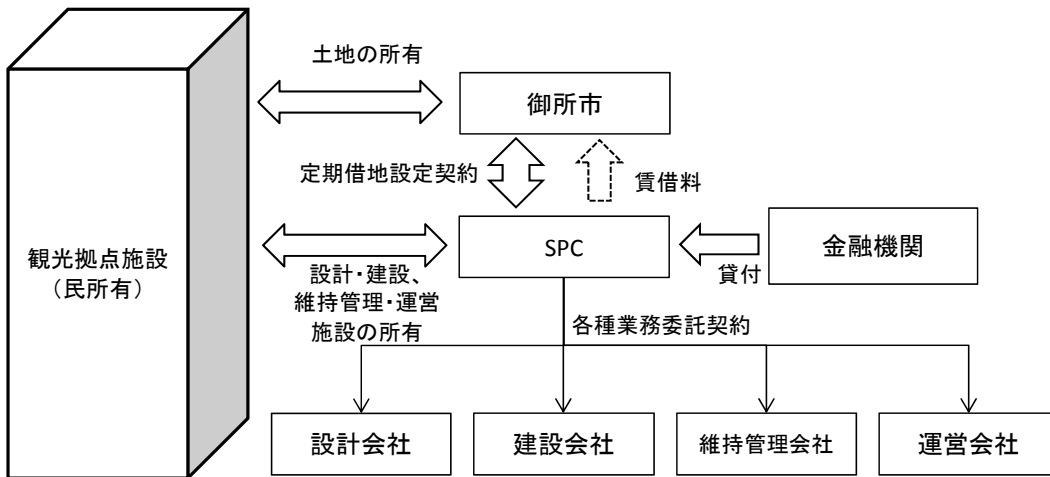 土地の所有
御所市
定期借地設定契約
賃借料
観光拠点施設
（民所有）
SPC
金融機関
貸付
設計・建設、
維持管理・運営
施設の所有
各種業務委託契約
設計会社
建設会社
維持管理会社
運営会社